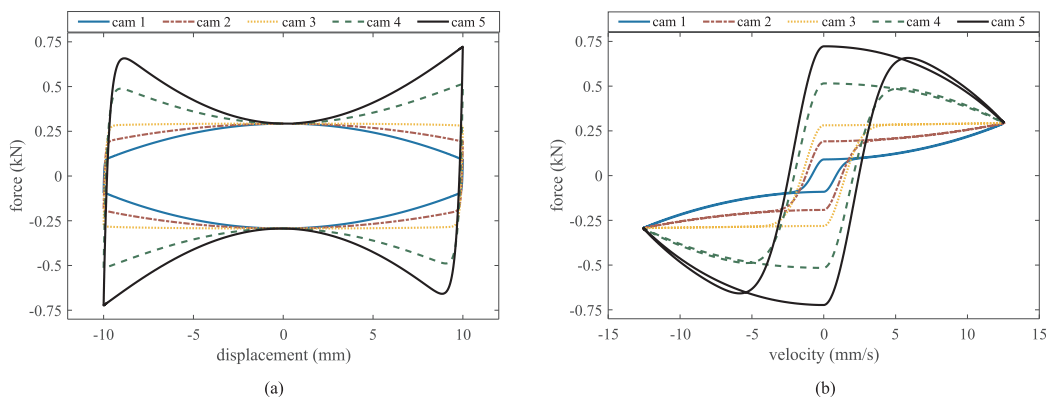 cam 1 cam 2 cam 3 cam 4 cam 5
0.75
0.5
0.25
0
-0.25
-0.5
-0.75
force (kN)
-10 -5 0 5 10
displacement (mm)
(a)
cam 1 cam 2 cam 3 cam 4 cam 5
0.75
0.5
0.25
0
-0.25
-0.5
-0.75
force (kN)
-15 -10 -5 0 5 10 15
velocity (mm/s)
(b)